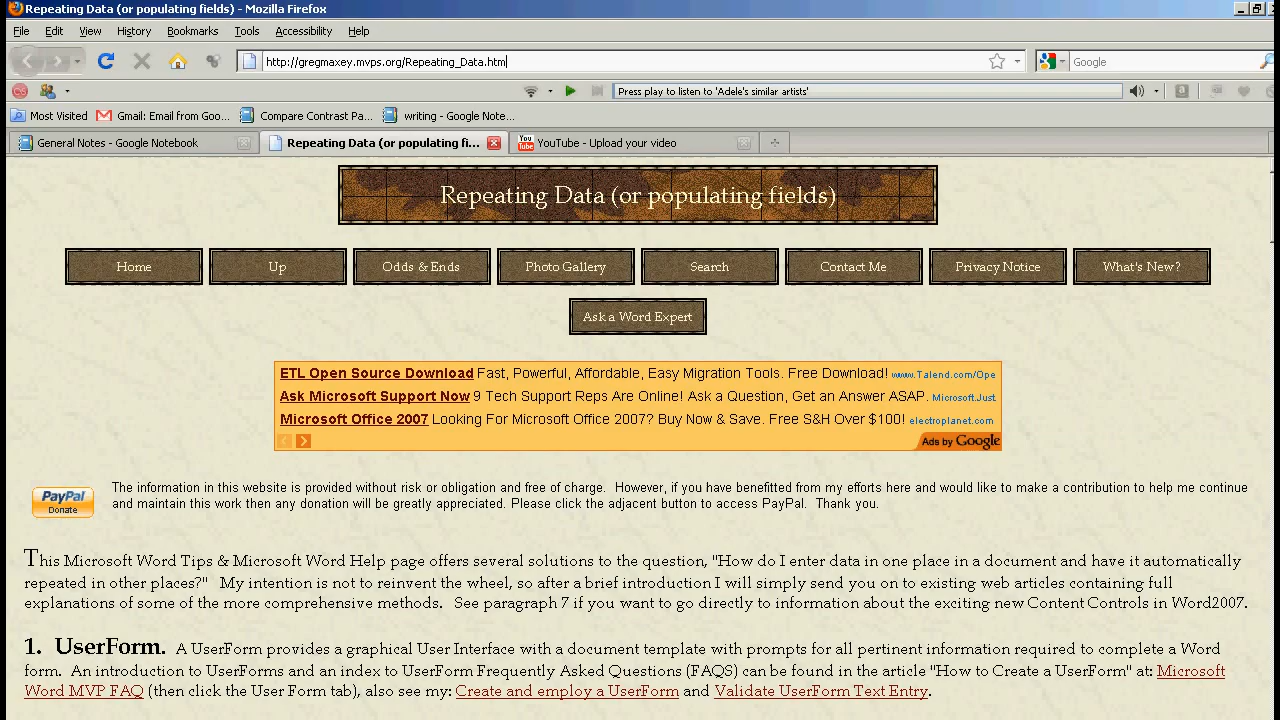 Repeating Data (or populating fields) - Mozilla Firefox
File Edit View History Bookmarks Tools Accessibility Help
http://gregmaxey.mvps.org/Repeating_Data.htm
Google
Press play to listen to 'Adele's similar artists'
Most Visited Gmail: Email from Goo... Compare Contrast Pa... writing - Google Note...
General Notes - Google Notebook Repeating Data (or populating fi... YouTube - Upload your video
Repeating Data (or populating fields)
Home Up Odds & Ends Photo Gallery Search Contact Me Privacy Notice What's New?
Ask a Word Expert
ETL Open Source Download Fast, Powerful, Affordable, Easy Migration Tools. Free Download! www.Talend.com/Ope
Ask Microsoft Support Now 9 Tech Support Reps Are Online! Ask a Question, Get an Answer ASAP. Microsoft.Just
Microsoft Office 2007 Looking For Microsoft Office 2007? Buy Now & Save. Free S&H Over $100! electroplanet.com
Ads by Google
PayPal
Donate
The information in this website is provided without risk or obligation and free of charge. However, if you have benefitted from my efforts here and would like to make a contribution to help me continue
and maintain this work then any donation will be greatly appreciated. Please click the adjacent button to access PayPal. Thank you.
This Microsoft Word Tips & Microsoft Word Help page offers several solutions to the question, "How do I enter data in one place in a document and have it automatically
repeated in other places?" My intention is not to reinvent the wheel, so after a brief introduction I will simply send you on to existing web articles containing full
explanations of some of the more comprehensive methods. See paragraph 7 if you want to go directly to information about the exciting new Content Controls in Word2007.
1. UserForm. A UserForm provides a graphical User Interface with a document template with prompts for all pertinent information required to complete a Word
form. An introduction to UserForms and an index to UserForm Frequently Asked Questions (FAQS) can be found in the article "How to Create a UserForm" at: Microsoft
Word MVP FAQ (then click the User Form tab), also see my: Create and employ a UserForm and Validate UserForm Text Entry.